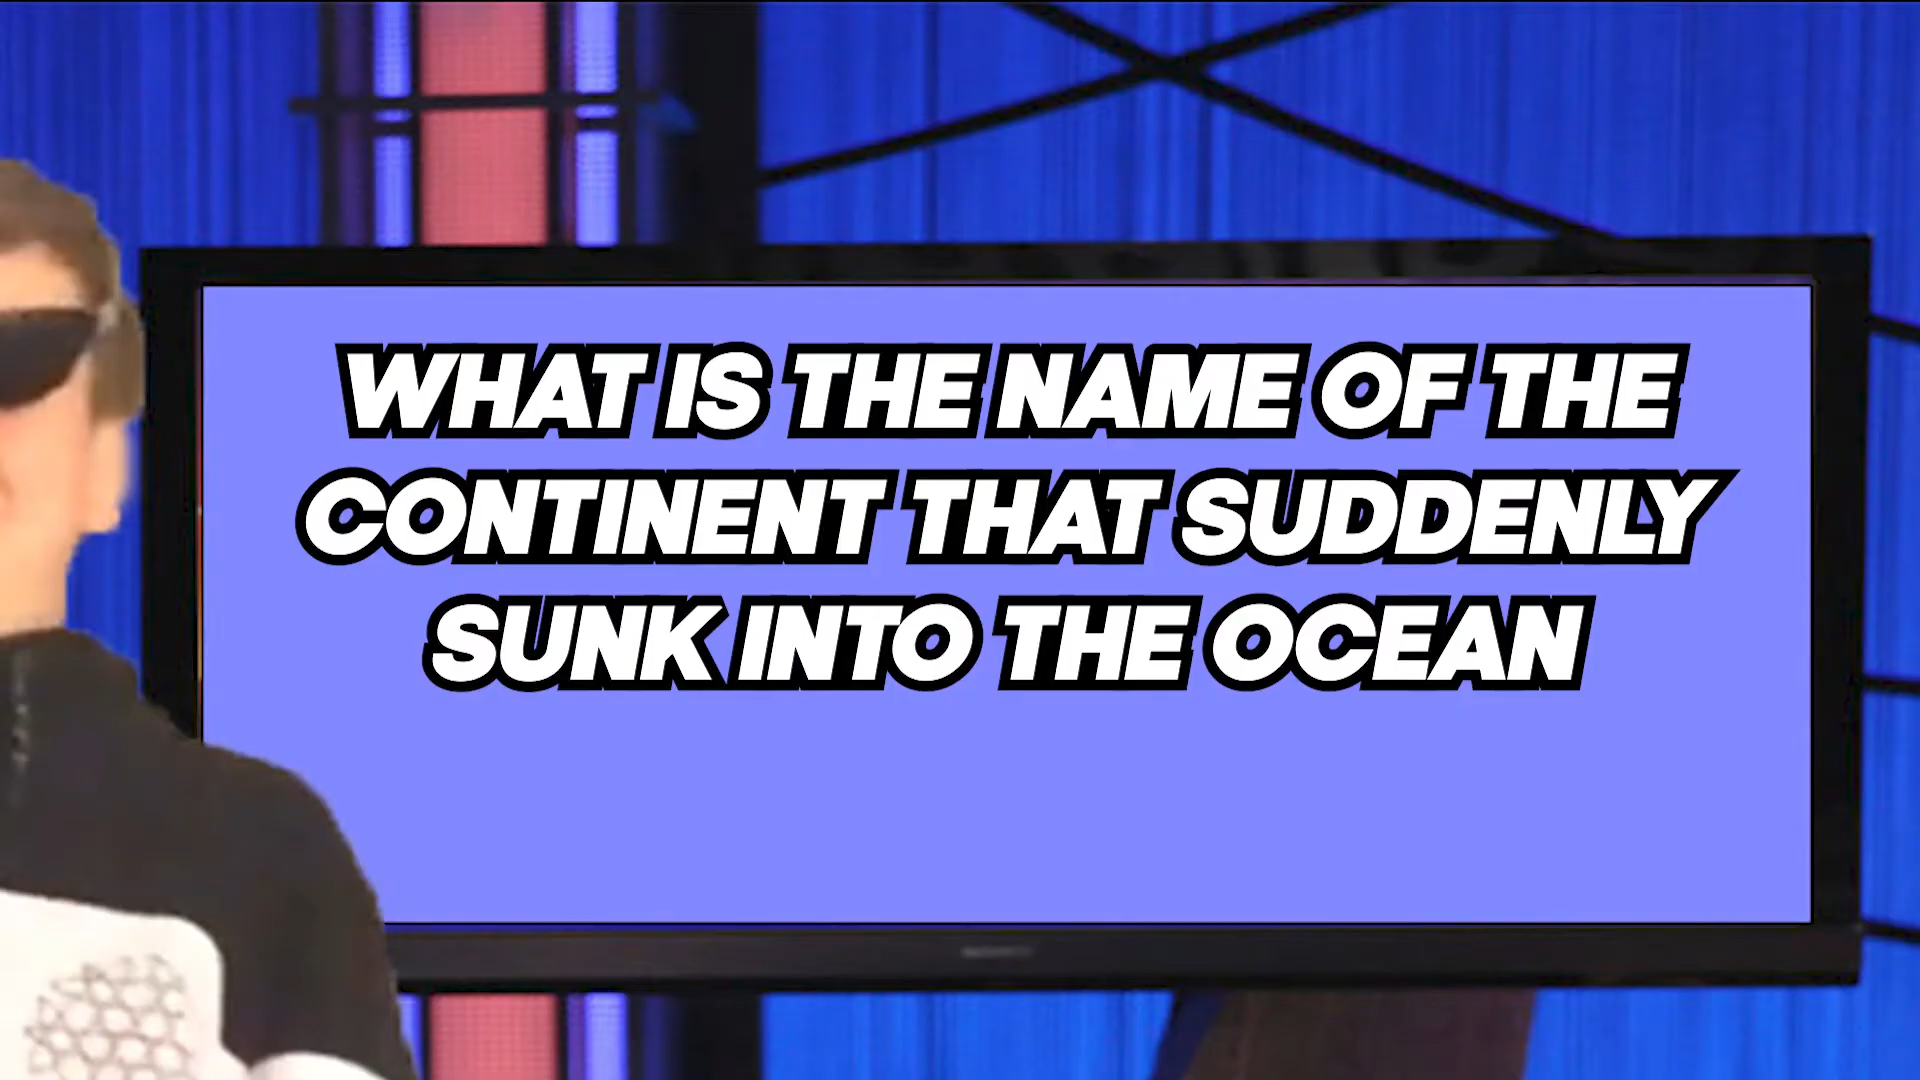 WHAT IS THE NAME OF THE
CONTINENT THAT SUDDENLY
SUNK INTO THE OCEAN